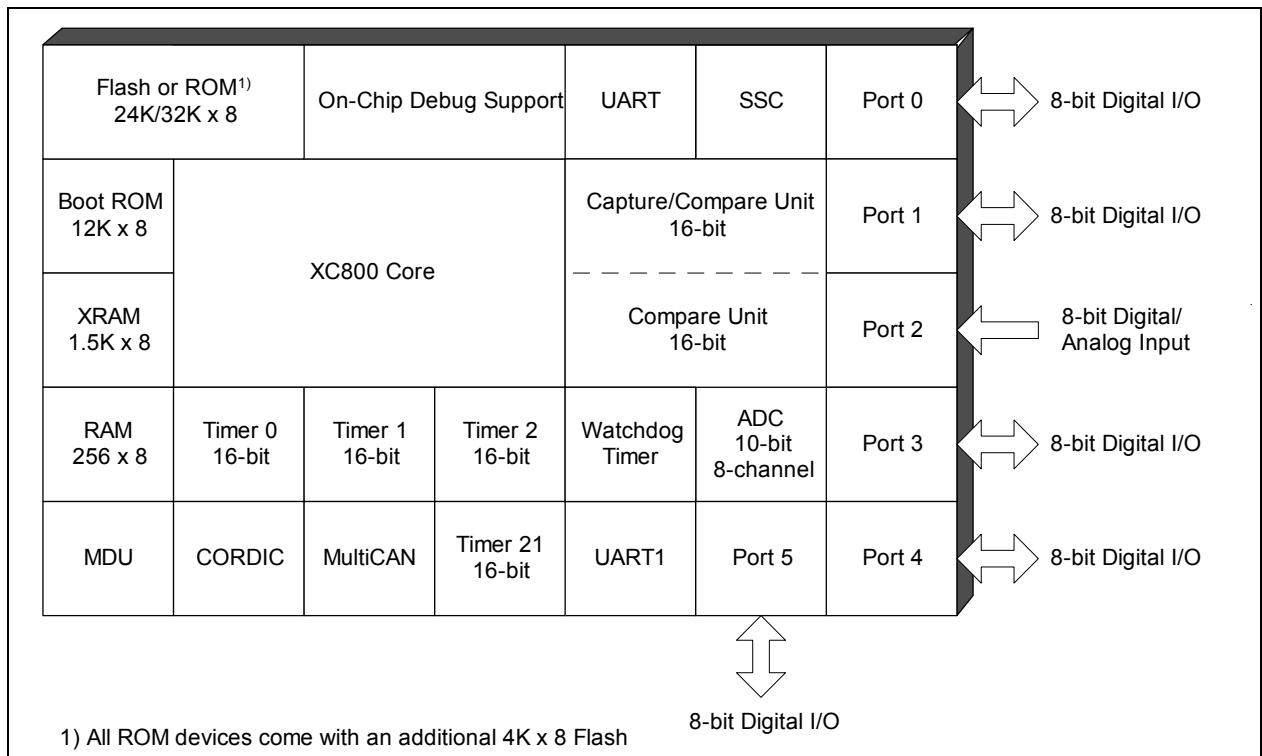 Flash or ROM1)
24K/32K x 8
On-Chip Debug Support
UART
SSC
Port 0
8-bit Digital I/O
Boot ROM
12K x 8
XC800 Core
Capture/Compare Unit
16-bit
Port 1
8-bit Digital I/O
XRAM
1.5K x 8
Compare Unit
16-bit
Port 2
8-bit Digital/
Analog Input
RAM
256 x 8
Timer 0
16-bit
Timer 1
16-bit
Timer 2
16-bit
Watchdog
Timer
ADC
10-bit
8-channel
Port 3
8-bit Digital I/O
MDU
CORDIC
MultiCAN
Timer 21
16-bit
UART1
Port 5
Port 4
8-bit Digital I/O
8-bit Digital I/O
1) All ROM devices come with an additional 4K x 8 Flash